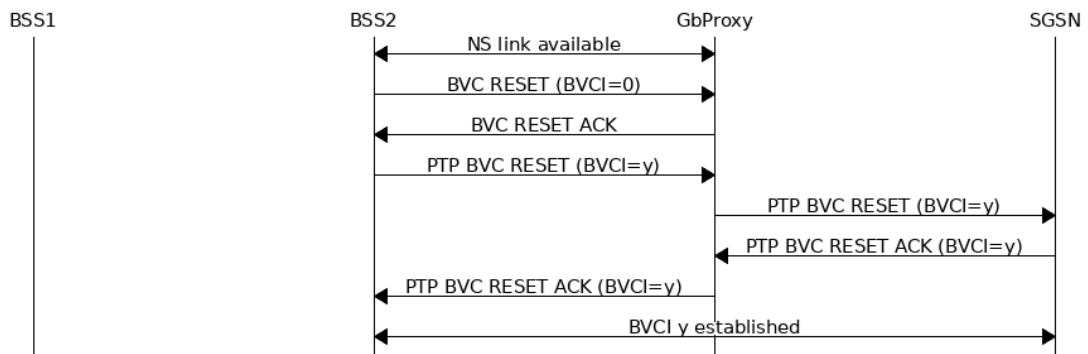 BSS1 BSS2 GbProxy SGSN
NS link available
BVC RESET (BVCI=0)
BVC RESET ACK
PTP BVC RESET (BVCI=y)
PTP BVC RESET (BVCI=y)
PTP BVC RESET ACK (BVCI=y)
PTP BVC RESET ACK (BVCI=y)
BVCI y established